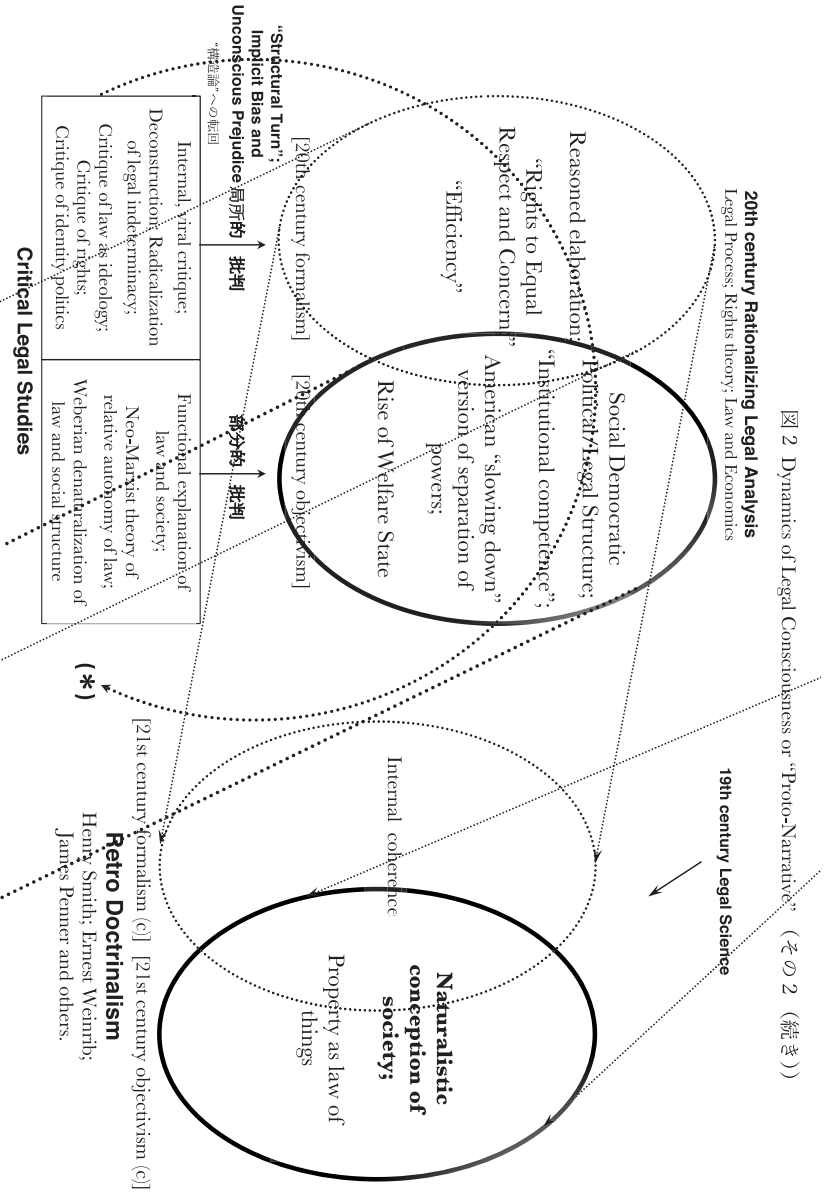 図 2 Dynamics of Legal Consciousness or “Proto-Narrative” （その 2 （続き））
20th century Rationalizing Legal Analysis
Legal Process; Rights theory; Law and Economics
Reasoned elaboration;
“Rights to Equal
Respect and Concern”
“Efficiency”
[20th century formalism]
Social Democratic
Political/Legal Structure;
“Institutional competence”;
American “slowing down”
version of separation of
powers;
Rise of Welfare State
[20th century objectivism]
“Structural Turn”;
Implicit Bias and
Unconscious Prejudice
“構造論”への転回
局所的 批判
部分的 批判
Internal, viral critique;
Deconstruction; Radicalization
of legal indeterminacy;
Critique of law as ideology;
Critique of rights;
Critique of identity politics
Functional explanation of
law and society;
Neo-Marxist theory of
relative autonomy of law;
Weberian denaturalization of
law and social structure
Critical Legal Studies
(＊)
19th century Legal Science
Internal coherence
Naturalistic
conception of
society;
Property as law of
things
[21st century formalism (c)]
[21st century objectivism (c)]
Retro Doctrinalism
Henry Smith; Ernest Weinrib;
James Penner and others.